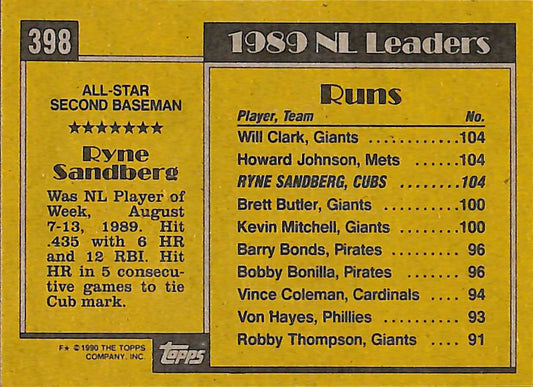 398
ALL-STAR
SECOND BASEMAN
★★★★★★★
Ryne
Sandberg
Was NL Player of
Week, August
7-13, 1989. Hit
.435 with 6 HR
and 12 RBI. Hit
HR in 5 consecu-
tive games to tie
Cub mark.
F★ © 1990 THE TOPPS
COMPANY, INC.
topps
1989 NL Leaders
Runs
Player, Team No.
Will Clark, Giants ............104
Howard Johnson, Mets .....104
RYNE SANDBERG, CUBS ........104
Brett Butler, Giants ..........100
Kevin Mitchell, Giants ......100
Barry Bonds, Pirates ........ 96
Bobby Bonilla, Pirates ...... 96
Vince Coleman, Cardinals .... 94
Von Hayes, Phillies ......... 93
Robby Thompson, Giants .... 91